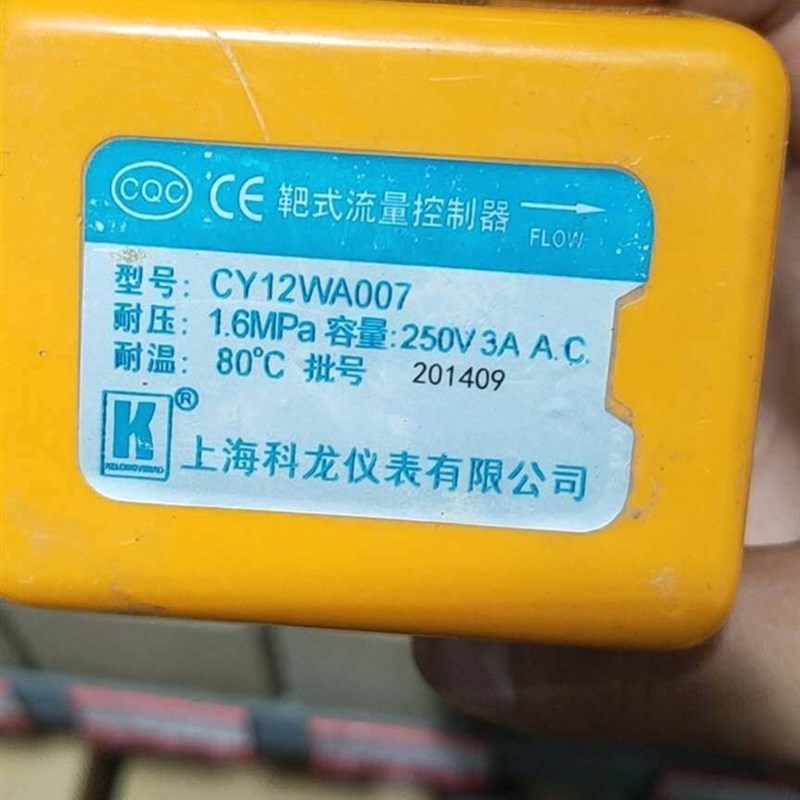 CQC CE 靶式流量控制器
FLOW
型号: CY12WA007
耐压: 1.6MPa 容量:250V 3A A.C.
耐温: 80°C 批号 201409
K ®
上海科龙仪表有限公司